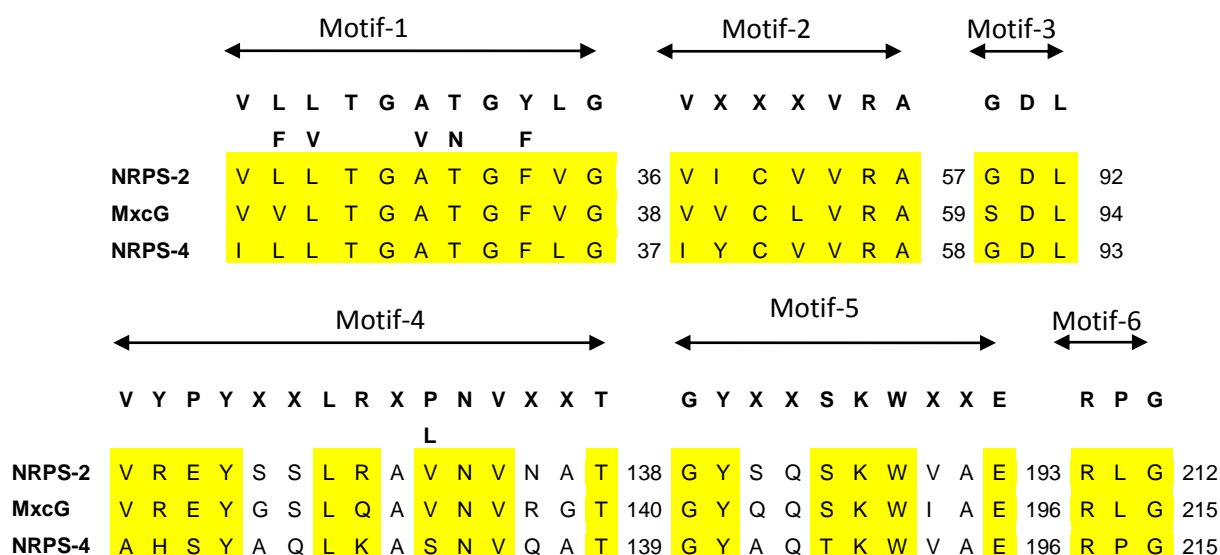 Motif-1 Motif-2 Motif-3
V L L T G A T G Y L G V X X X V R A G D L
F V V N F
NRPS-2 V L L T G A T G F V G 36 V I C V V R A 57 G D L 92
MxcG V V L T G A T G F V G 38 V V C L V R A 59 S D L 94
NRPS-4 I L L T G A T G F L G 37 I Y C V V R A 58 G D L 93
Motif-4 Motif-5 Motif-6
V Y P Y X X L R X P N V X X T G Y X X S K W X X E R P G
L
NRPS-2 V R E Y S S L R A V N V N A T 138 G Y S Q S K W V A E 193 R L G 212
MxcG V R E Y G S L Q A V N V R G T 140 G Y Q Q S K W I A E 196 R L G 215
NRPS-4 A H S Y A Q L K A S N V Q A T 139 G Y A Q T K W V A E 196 R P G 215